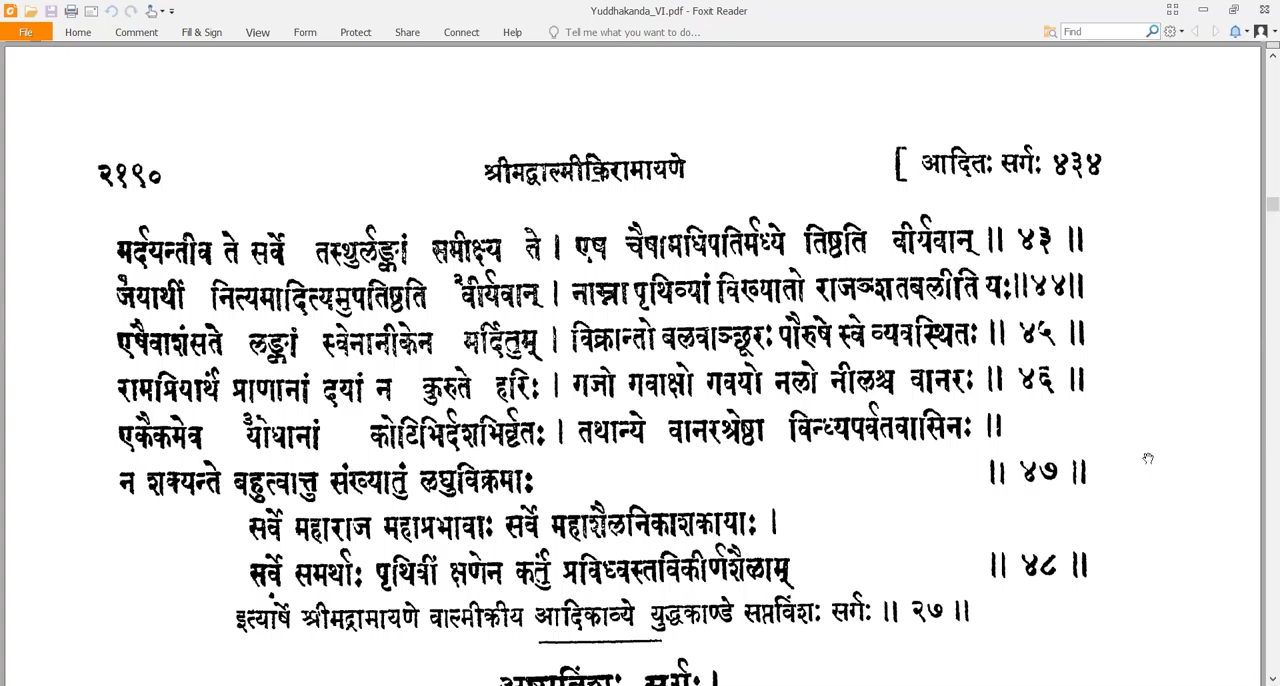 Yuddhakanda_VI.pdf - Foxit Reader
File Home Comment Fill & Sign View Form Protect Share Connect Help Tell me what you want to do... Find
२१९० श्रीमद्वाल्मीकिरामायणे [ आदितः सर्गः ४३४
मर्दयन्तीव ते सर्वे तस्थुर्लङ्कां समीक्ष्य ते । एष चैषामधिपतिर्मध्ये तिष्ठति वीर्यवान् ॥ ४३ ॥
जयार्थी नित्यमादित्यमुपतिष्ठति २वीर्यवान् । नाम्ना पृथिव्यां विख्यातो राजञ्शतबलीति यः॥४४॥
एषैवाशंसते लङ्कां स्वेनानीकेन मर्दितुम् । विक्रान्तो बलवाञ्छूरः पौरुषे स्वे व्यवस्थितः ॥ ४५ ॥
रामप्रियार्थं प्राणानां दयां न कुरुते हरिः । गजो गवाक्षो गवयो नलो नीलश्च वानरः ॥ ४६ ॥
एकैकमेव ३योधानां कोटिभिर्दशभिर्वृतः । तथान्ये वानरश्रेष्ठा विन्ध्यपर्वतवासिनः ॥
न शक्यन्ते बहुत्वात्तु संख्यातुं लघुविक्रमाः ॥ ४७ ॥
सर्वे महाराज महाप्रभावाः सर्वे महाशैलनिकाशकायाः ।
सर्वे समर्थाः पृथिवीं क्षणेन कर्तुं प्रविध्वस्तविकीर्णशैलाम् ॥ ४८ ॥
इत्यार्षे श्रीमद्रामायणे वाल्मीकीय आदिकाव्ये युद्धकाण्डे सप्तविंशः सर्गः ॥ २७ ॥
अष्टाविंशः सर्गः ।